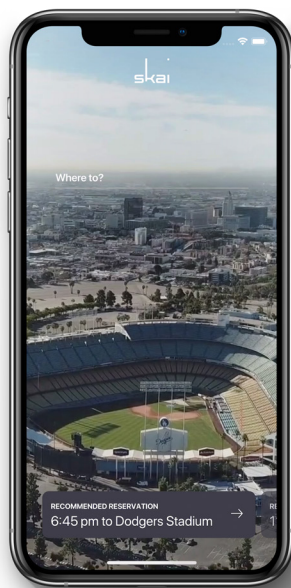 skai
Where to?
RECOMMENDED RESERVATION
6:45 pm to Dodgers Stadium